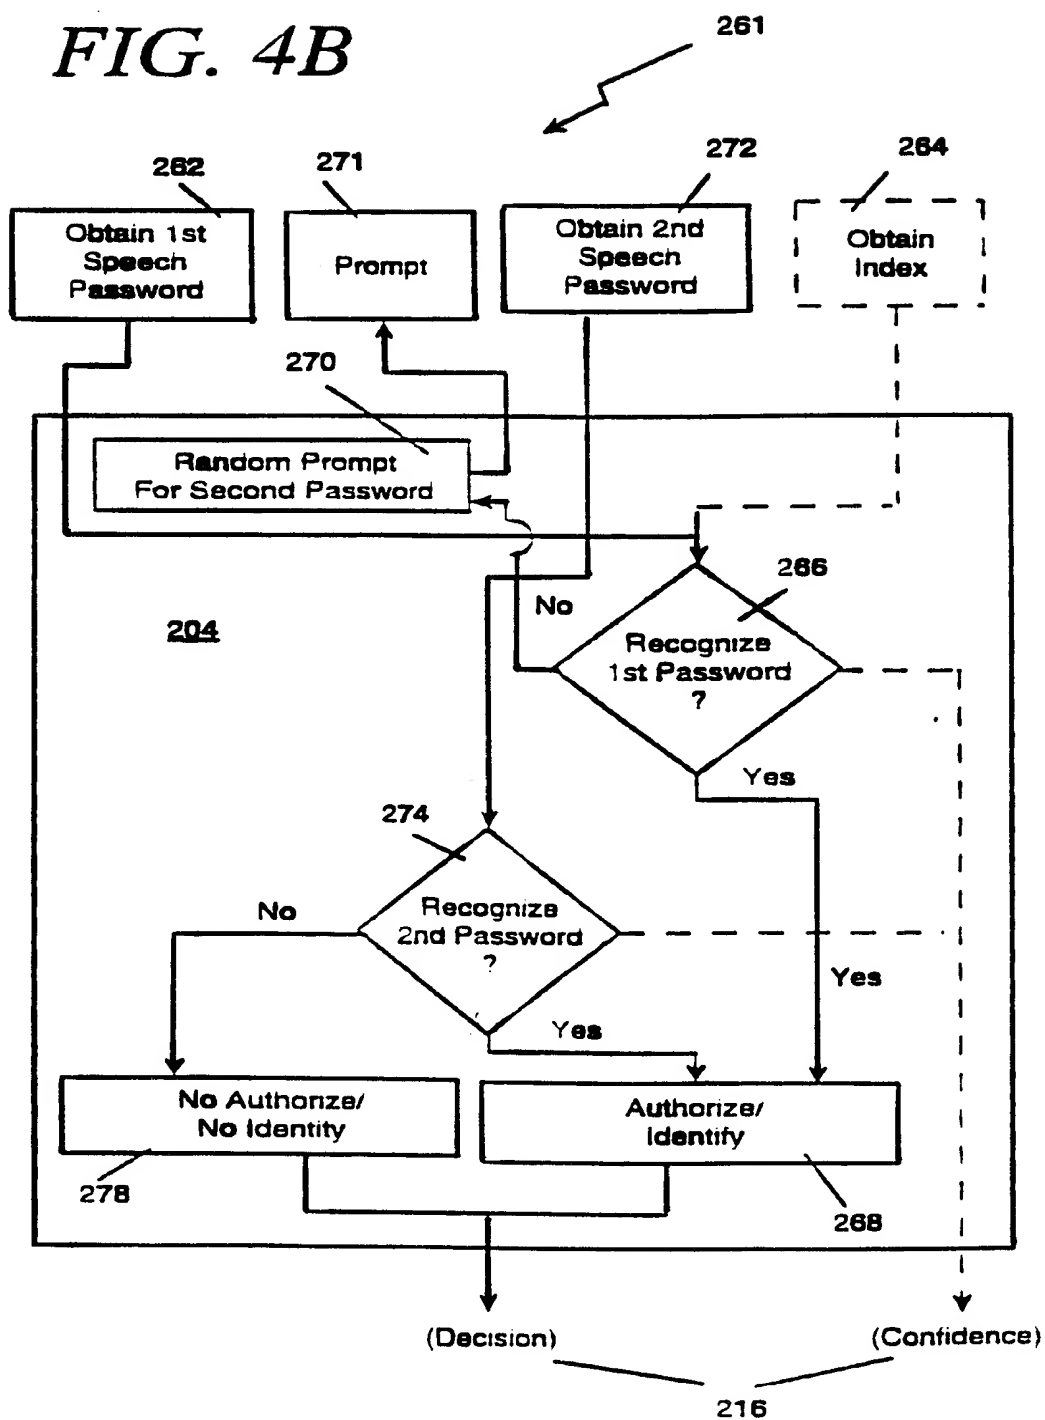 FIG. 4B
261
262
271
272
264
Obtain 1st
Speech
Password
Prompt
Obtain 2nd
Speech
Password
Obtain
Index
270
Random Prompt
For Second Password
204
No
266
Recognize
1st Password
?
Yes
274
No
Recognize
2nd Password
?
Yes
Yes
No Authorize/
No Identity
Authorize/
Identify
278
268
(Decision)
(Confidence)
216